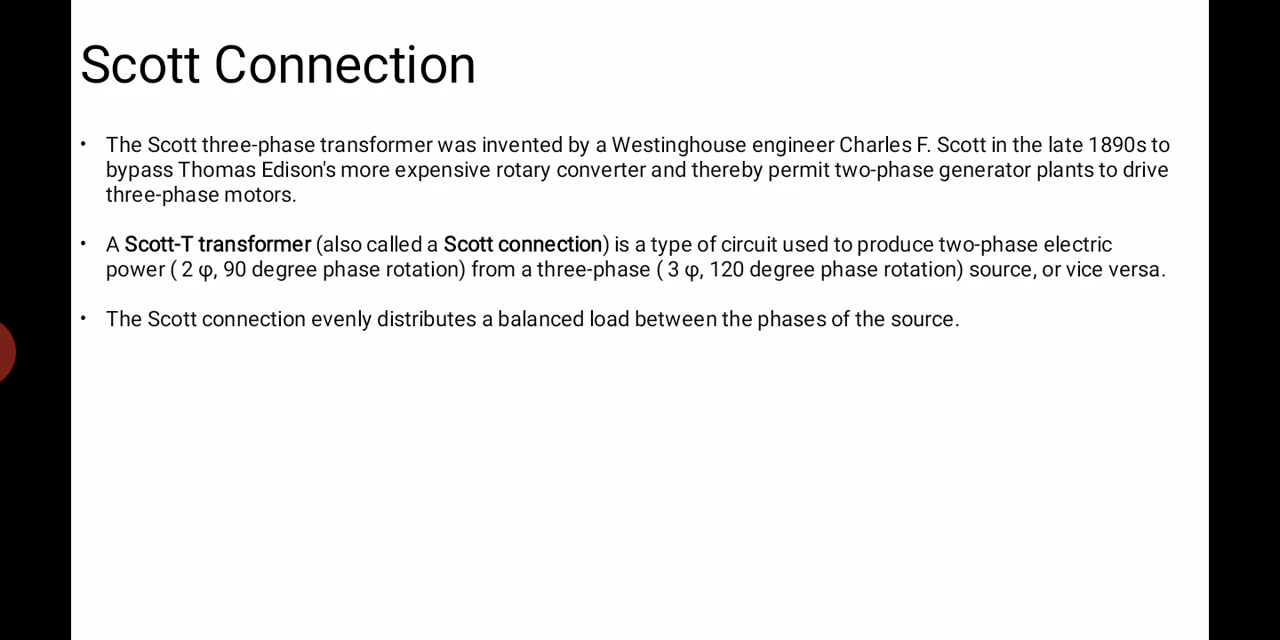 Scott Connection
• The Scott three-phase transformer was invented by a Westinghouse engineer Charles F. Scott in the late 1890s to
bypass Thomas Edison's more expensive rotary converter and thereby permit two-phase generator plants to drive
three-phase motors.
• A Scott-T transformer (also called a Scott connection) is a type of circuit used to produce two-phase electric
power ( 2 φ, 90 degree phase rotation) from a three-phase ( 3 φ, 120 degree phase rotation) source, or vice versa.
• The Scott connection evenly distributes a balanced load between the phases of the source.